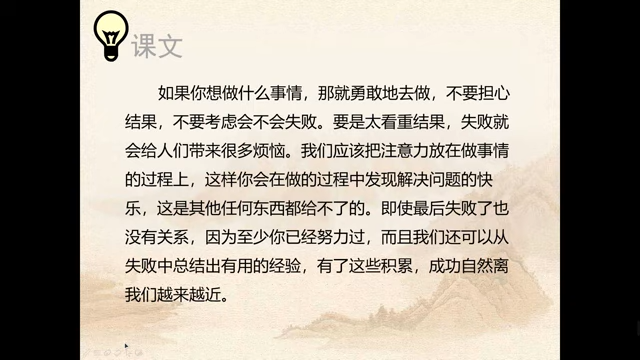 课文
如果你想做什么事情，那就勇敢地去做，不要担心
结果，不要考虑会不会失败。要是太看重结果，失败就
会给人们带来很多烦恼。我们应该把注意力放在做事情
的过程上，这样你会在做的过程中发现解决问题的快
乐，这是其他任何东西都给不了的。即使最后失败了也
没有关系，因为至少你已经努力过，而且我们还可以从
失败中总结出有用的经验，有了这些积累，成功自然离
我们越来越近。